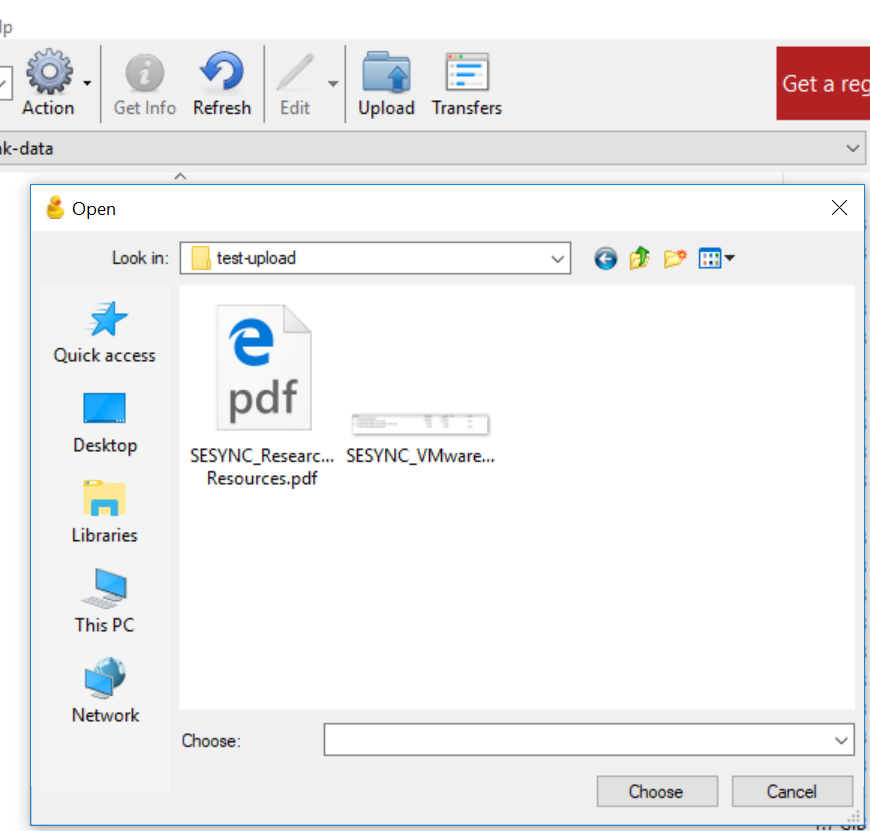 lp
Action
Get Info
Refresh
Edit
Upload
Transfers
Get a reg
nk-data
Open
Look in:
test-upload
Quick access
Desktop
Libraries
This PC
Network
pdf
SESYNC_Researc...
Resources.pdf
SESYNC_VMware...
Choose:
Choose
Cancel